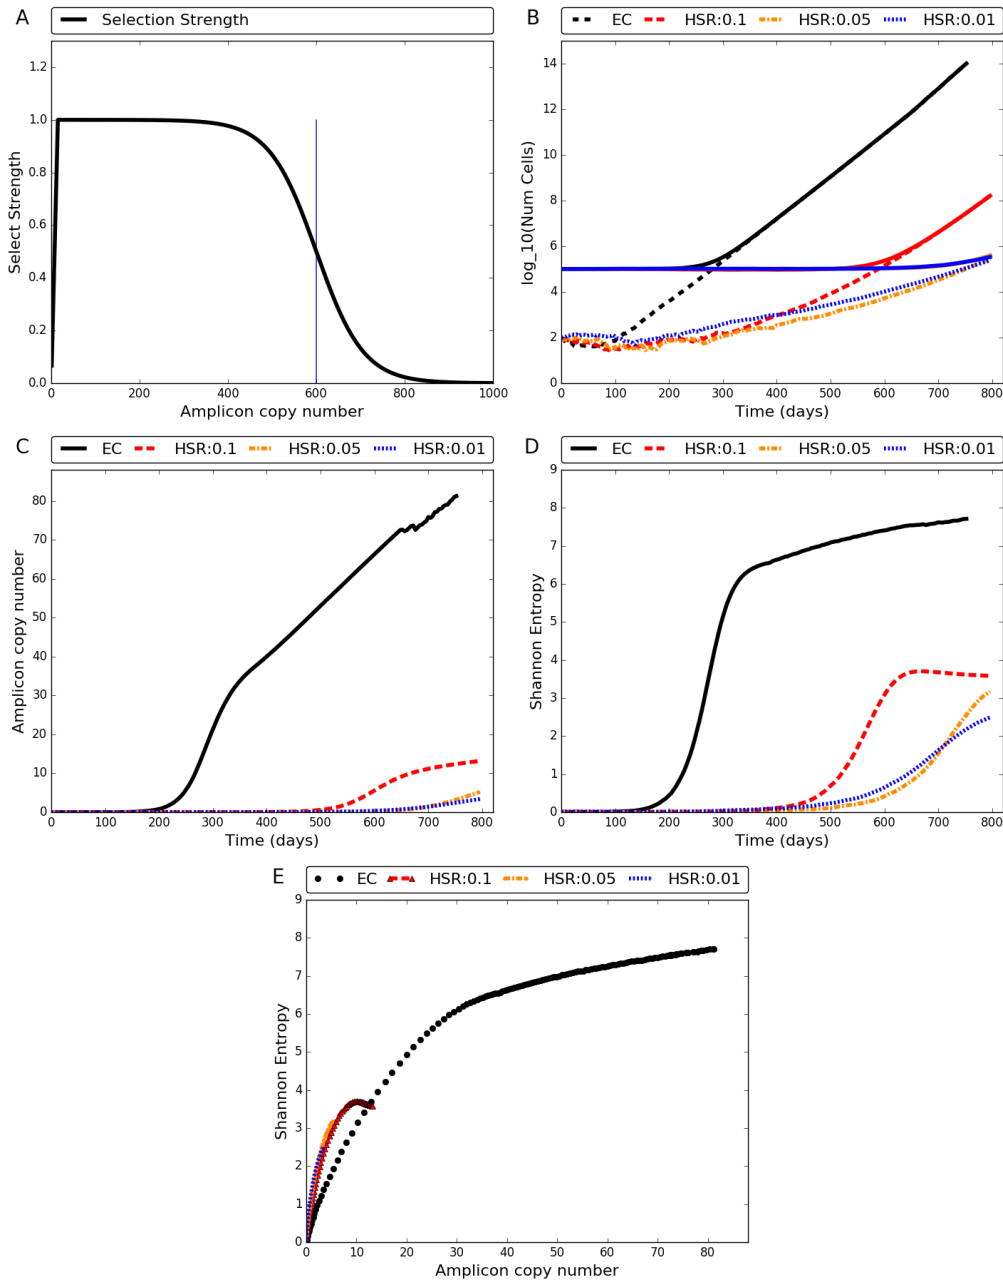 A
Selection Strength
1.2
1.0
0.8
0.6
0.4
0.2
0.0
Select Strength
0 200 400 600 800 1000
Amplicon copy number
B
EC HSR:0.1 HSR:0.05 HSR:0.01
14
12
10
8
6
4
2
0
log_10(Num Cells)
0 100 200 300 400 500 600 700 800
Time (days)
C
EC HSR:0.1 HSR:0.05 HSR:0.01
80
70
60
50
40
30
20
10
0
Amplicon copy number
0 100 200 300 400 500 600 700 800
Time (days)
D
EC HSR:0.1 HSR:0.05 HSR:0.01
9
8
7
6
5
4
3
2
1
0
Shannon Entropy
0 100 200 300 400 500 600 700 800
Time (days)
E
EC HSR:0.1 HSR:0.05 HSR:0.01
9
8
7
6
5
4
3
2
1
0
Shannon Entropy
0 10 20 30 40 50 60 70 80
Amplicon copy number